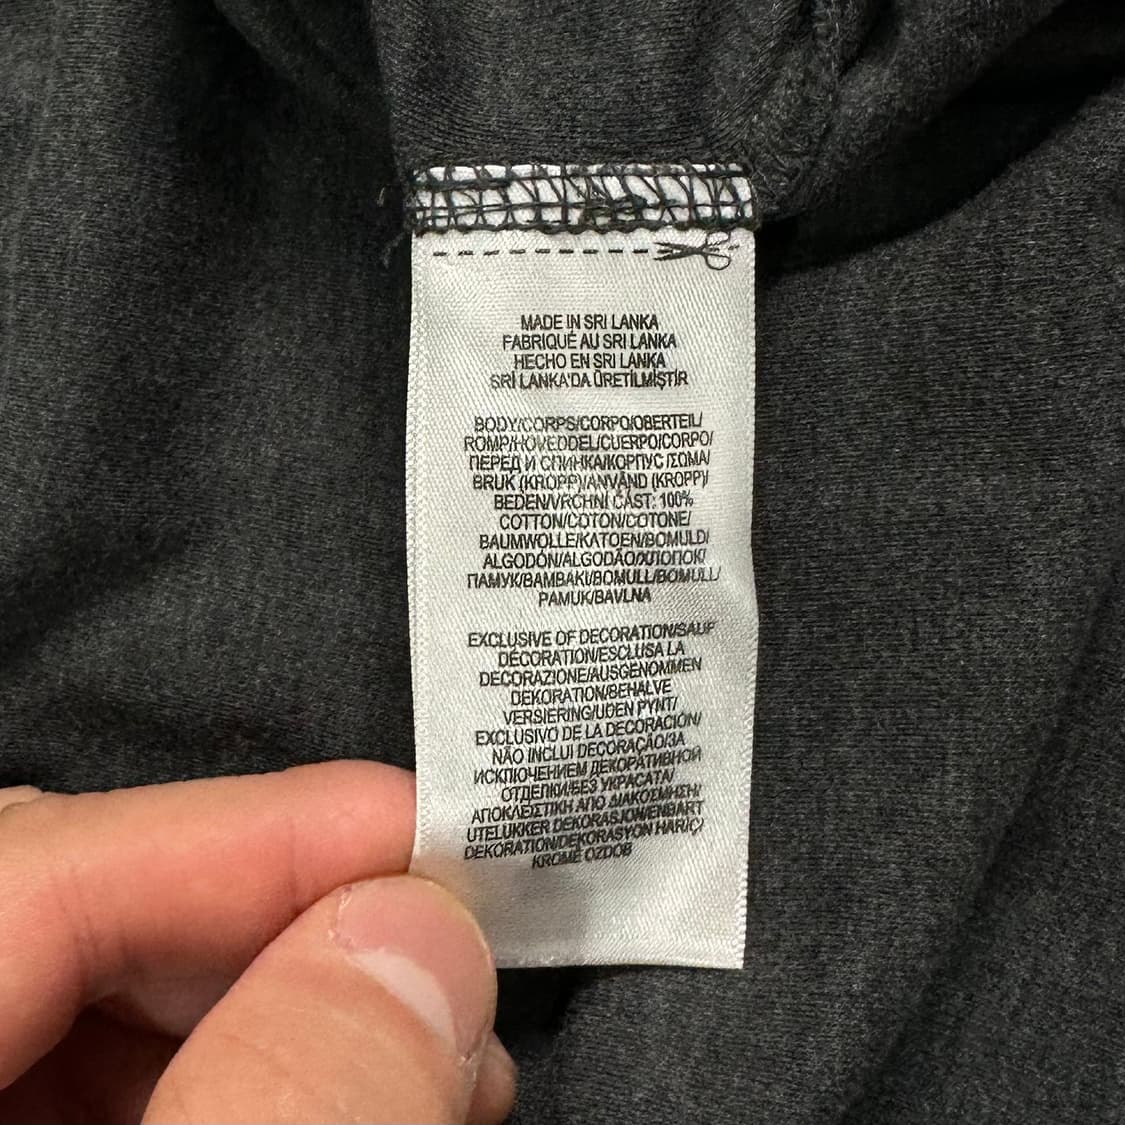 MADE IN SRI LANKA
FABRIQUÉ AU SRI LANKA
HECHO EN SRI LANKA
SRİ LANKA'DA ÜRETİLMİŞTİR
BODY/CORPS/CORPO/OBERTEIL/
ROMP/HOVEDDEL/CUERPO/CORPO/
ПЕРЕД И СПИНКА/КОРПУС/ΣΩΜΑ/
BRUK (KROPP)/ANVÄND (KROPP)/
BEDEN/VRCHNÍ ČÁST: 100%
COTTON/COTON/COTONE/
BAUMWOLLE/KATOEN/BOMULD/
ALGODÓN/ALGODÃO/ХЛОПОК/
ПАМУК/ΒΑΜΒΑΚΙ/BOMULL/BOMULL/
PAMUK/BAVLNA
EXCLUSIVE OF DECORATION/SAUF
DÉCORATION/ESCLUSA LA
DECORAZIONE/AUSGENOMMEN
DEKORATION/BEHALVE
VERSIERING/UDEN PYNT/
EXCLUSIVO DE LA DECORACIÓN/
NÃO INCLUI DECORAÇÃO/ЗА
ИСКЛЮЧЕНИЕМ ДЕКОРАТИВНОЙ
ОТДЕЛКИ/БЕЗ УКРАСАТА/
ΑΠΟΚΛΕΙΣΤΙΚΗ ΑΠΟ ΔΙΑΚΟΣΜΗΣΗ/
UTELUKKER DEKORASJON/ENBART
DEKORATION/DEKORASYON HARİÇ/
KROMĚ OZDOB